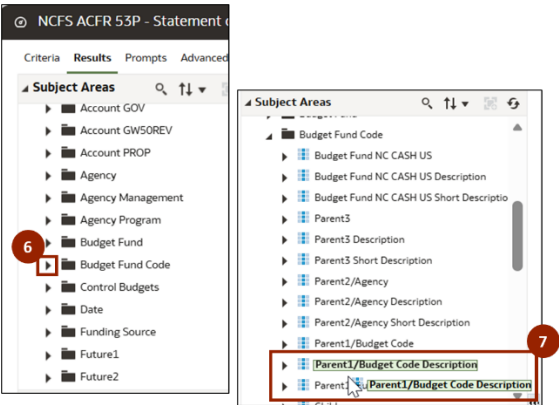 NCFS ACFR 53P - Statement
Criteria Results Prompts Advanced
Subject Areas
Account GOV
Account GW50REV
Account PROP
Agency
Agency Management
Agency Program
Budget Fund
6
Budget Fund Code
Control Budgets
Date
Funding Source
Future1
Future2
Subject Areas
Budget Fund Code
Budget Fund NC CASH US
Budget Fund NC CASH US Description
Budget Fund NC CASH US Short Descriptio
Parent3
Parent3 Description
Parent3 Short Description
Parent2/Agency
Parent2/Agency Description
Parent2/Agency Short Description
Parent1/Budget Code
7
Parent1/Budget Code Description
Parent1/Budget Code Description